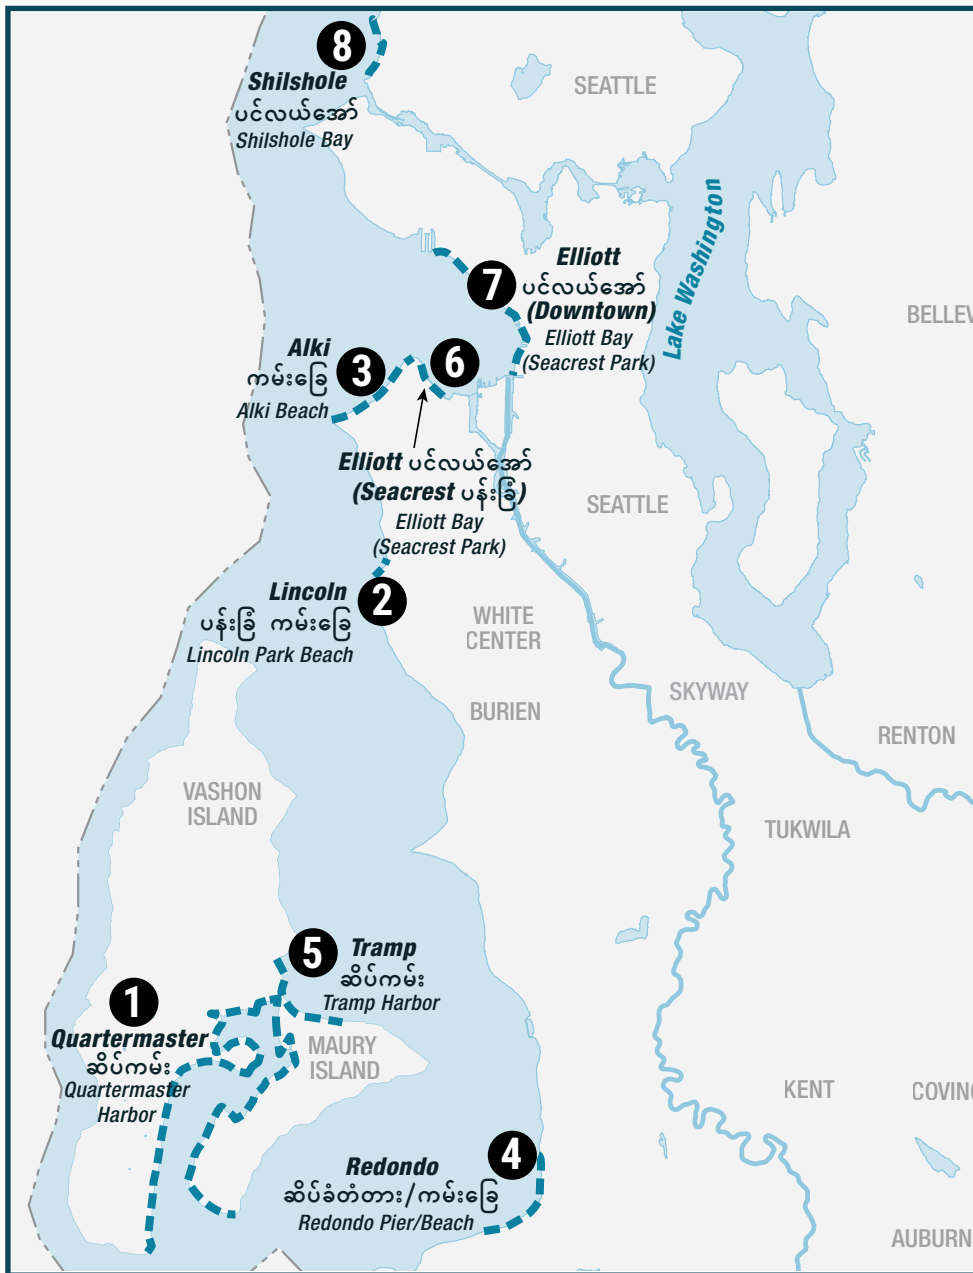 8
Shilshole
ပင်လယ်အော်
Shilshole Bay
SEATTLE
Lake Washington
7
Elliott
ပင်လယ်အော်
(Downtown)
Elliott Bay
(Seacrest Park)
BELLEV
Alki
ကမ်းခြေ
Alki Beach
3
6
Elliott ပင်လယ်အော်
(Seacrest ပန်းခြံ)
Elliott Bay
(Seacrest Park)
SEATTLE
Lincoln
ပန်းခြံ ကမ်းခြေ
Lincoln Park Beach
2
WHITE
CENTER
SKYWAY
BURIEN
RENTON
VASHON
ISLAND
TUKWILA
5
Tramp
ဆိပ်ကမ်း
Tramp Harbor
1
Quartermaster
ဆိပ်ကမ်း
Quartermaster
Harbor
MAURY
ISLAND
KENT
COVING
4
Redondo
ဆိပ်ခံတံတား/ကမ်းခြေ
Redondo Pier/Beach
AUBURN